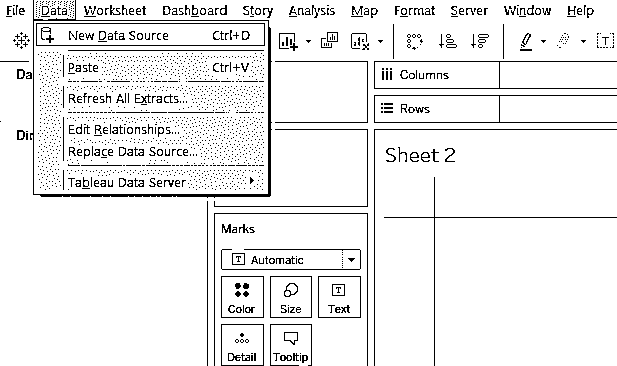 File Data Worksheet Dashboard Story Analysis Map Format Server Window Help
New Data Source Ctrl+D
Paste Ctrl+V
Refresh All Extracts...
Edit Relationships...
Replace Data Source...
Tableau Data Server
Da
Dir
Columns
Rows
Sheet 2
Marks
T Automatic
Color Size Text
Detail Tooltip